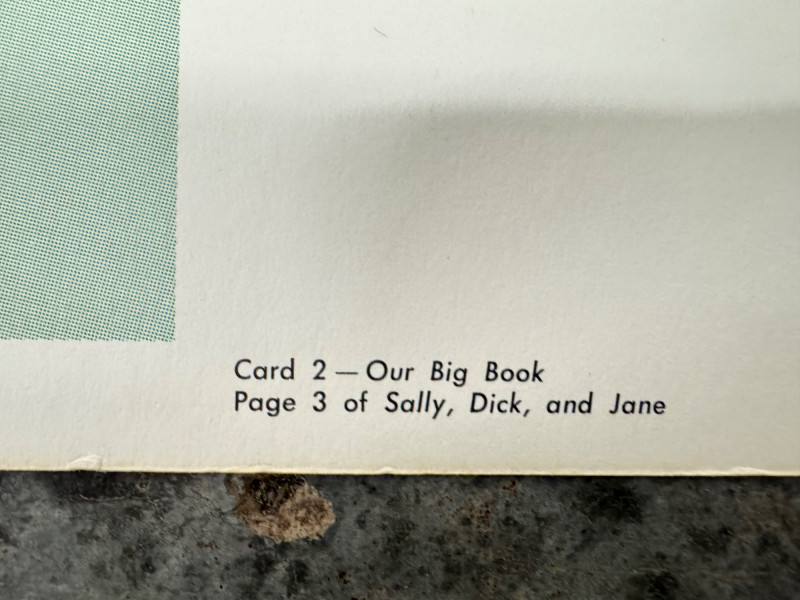 Card 2 — Our Big Book
Page 3 of Sally, Dick, and Jane